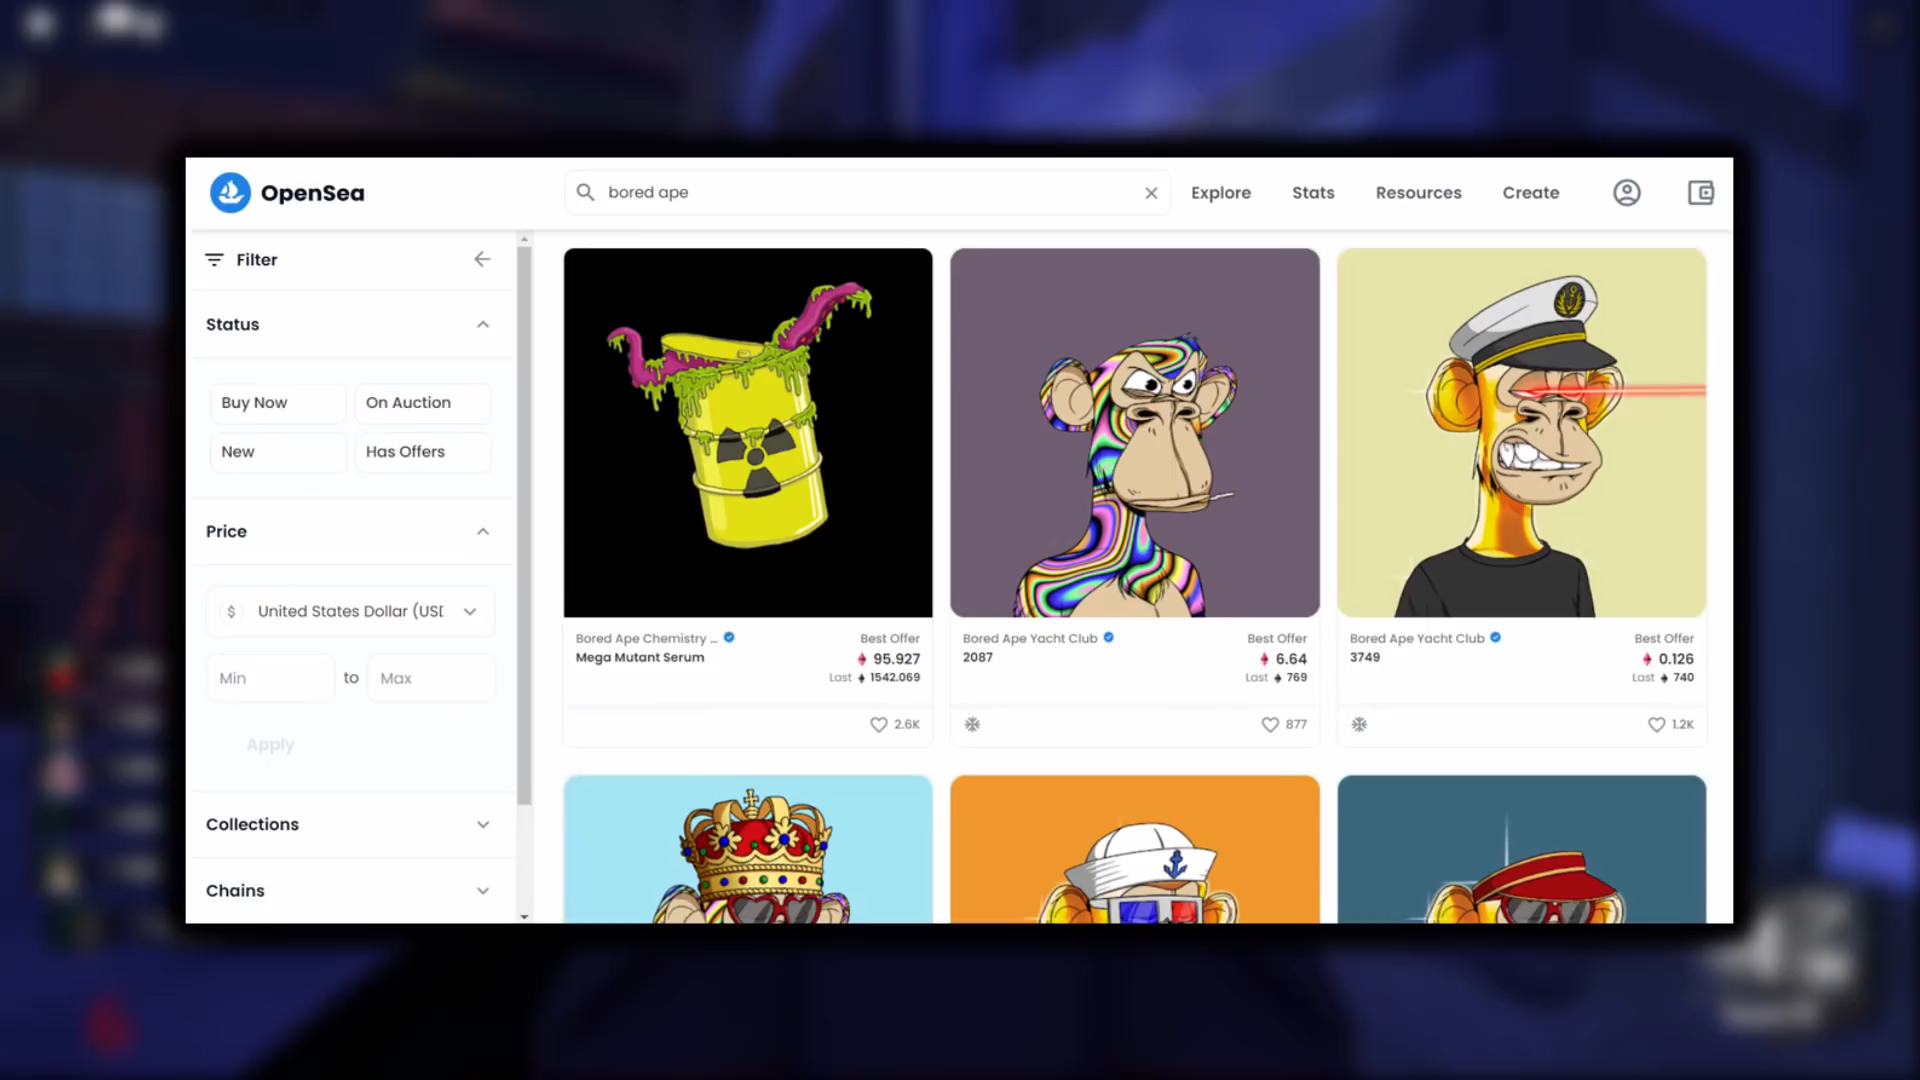 OpenSea
bored ape
Explore
Stats
Resources
Create
Filter
Status
Buy Now
On Auction
New
Has Offers
Price
$
United States Dollar (USD
Min
to
Max
Apply
Collections
Chains
Bored Ape Chemistry ...
Best Offer
Mega Mutant Serum
95.927
Last 1542.069
2.6K
Bored Ape Yacht Club
Best Offer
2087
6.64
Last 769
877
Bored Ape Yacht Club
Best Offer
3749
0.126
Last 740
1.2K